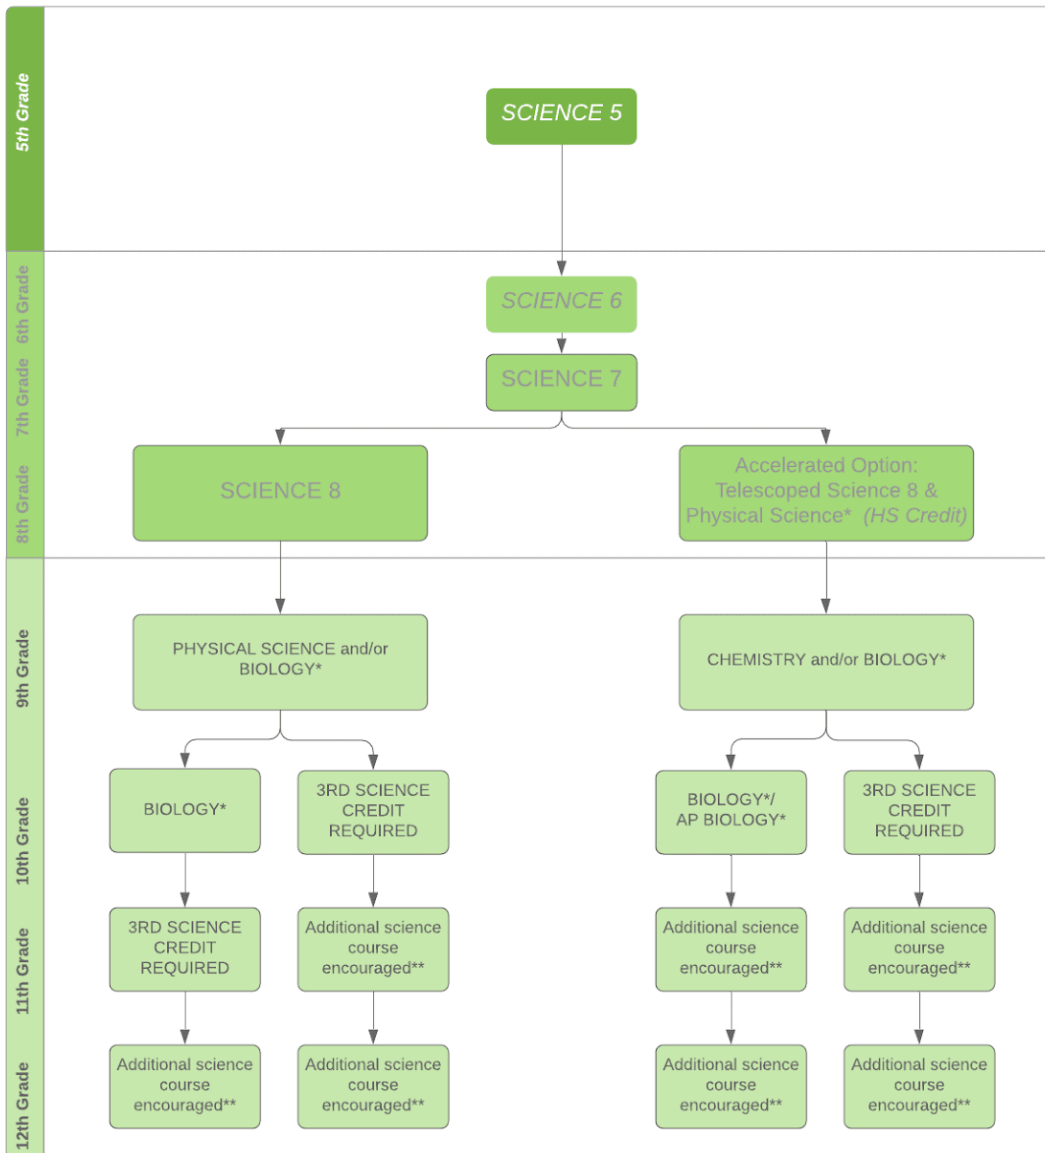 5th Grade
SCIENCE 5
6th Grade
SCIENCE 6
7th Grade
SCIENCE 7
8th Grade
SCIENCE 8
Accelerated Option:
Telescoped Science 8 &
Physical Science* (HS Credit)
9th Grade
PHYSICAL SCIENCE and/or
BIOLOGY*
CHEMISTRY and/or BIOLOGY*
10th Grade
BIOLOGY*
3RD SCIENCE
CREDIT
REQUIRED
BIOLOGY*/
AP BIOLOGY*
3RD SCIENCE
CREDIT
REQUIRED
11th Grade
3RD SCIENCE
CREDIT
REQUIRED
Additional science
course
encouraged**
Additional science
course
encouraged**
Additional science
course
encouraged**
12th Grade
Additional science
course
encouraged**
Additional science
course
encouraged**
Additional science
course
encouraged**
Additional science
course
encouraged**